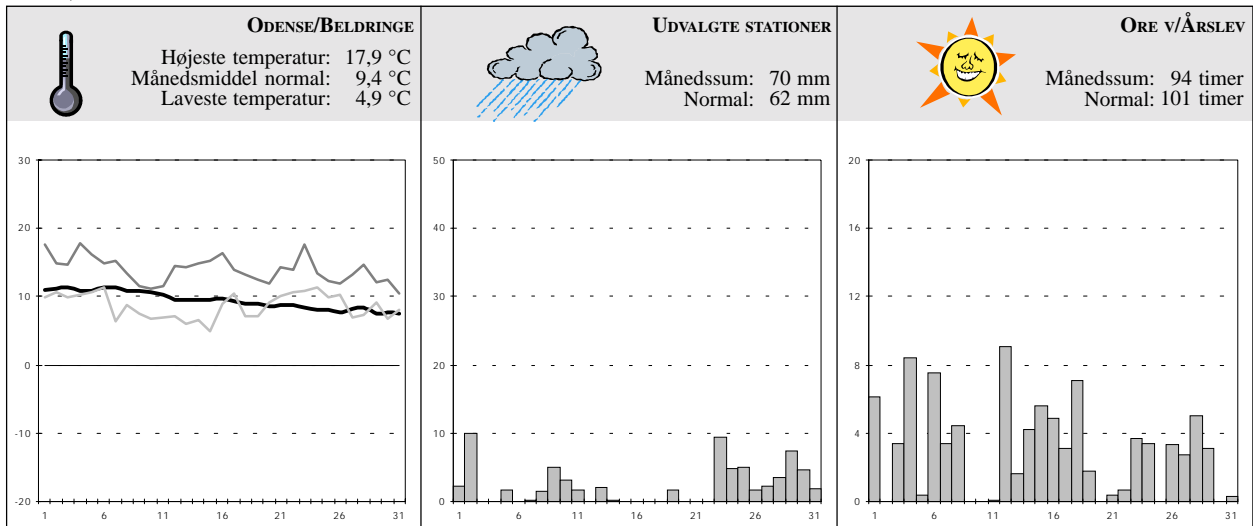 ODENSE/BELDRINGE
Højeste temperatur: 17,9 °C
Månedsmiddel normal: 9,4 °C
Laveste temperatur: 4,9 °C
30
20
10
0
-10
-20
1 6 11 16 21 26 31
UDVALGTE STATIONER
Månedssum: 70 mm
Normal: 62 mm
50
40
30
20
10
0
1 6 11 16 21 26 31
ORE V/ÅRSLEV
Månedssum: 94 timer
Normal: 101 timer
20
16
12
8
4
0
1 6 11 16 21 26 31